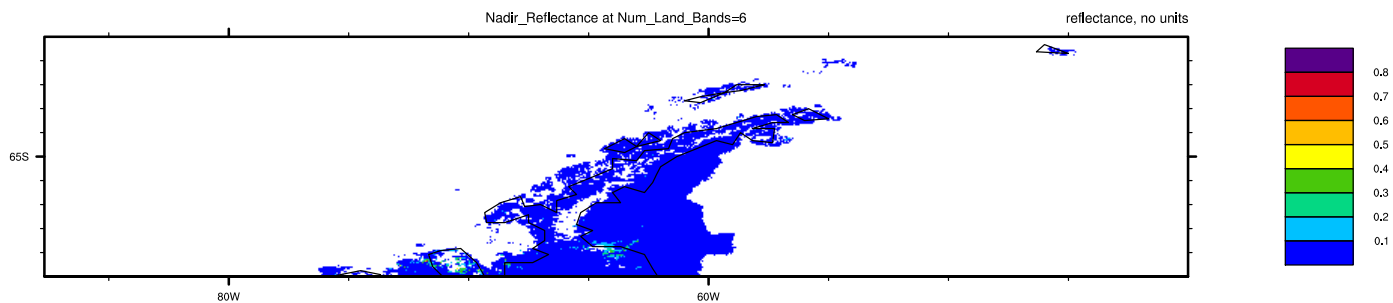 Nadir_Reflectance at Num_Land_Bands=6
reflectance, no units
65S
80W
60W
0.8
0.7
0.6
0.5
0.4
0.3
0.2
0.1